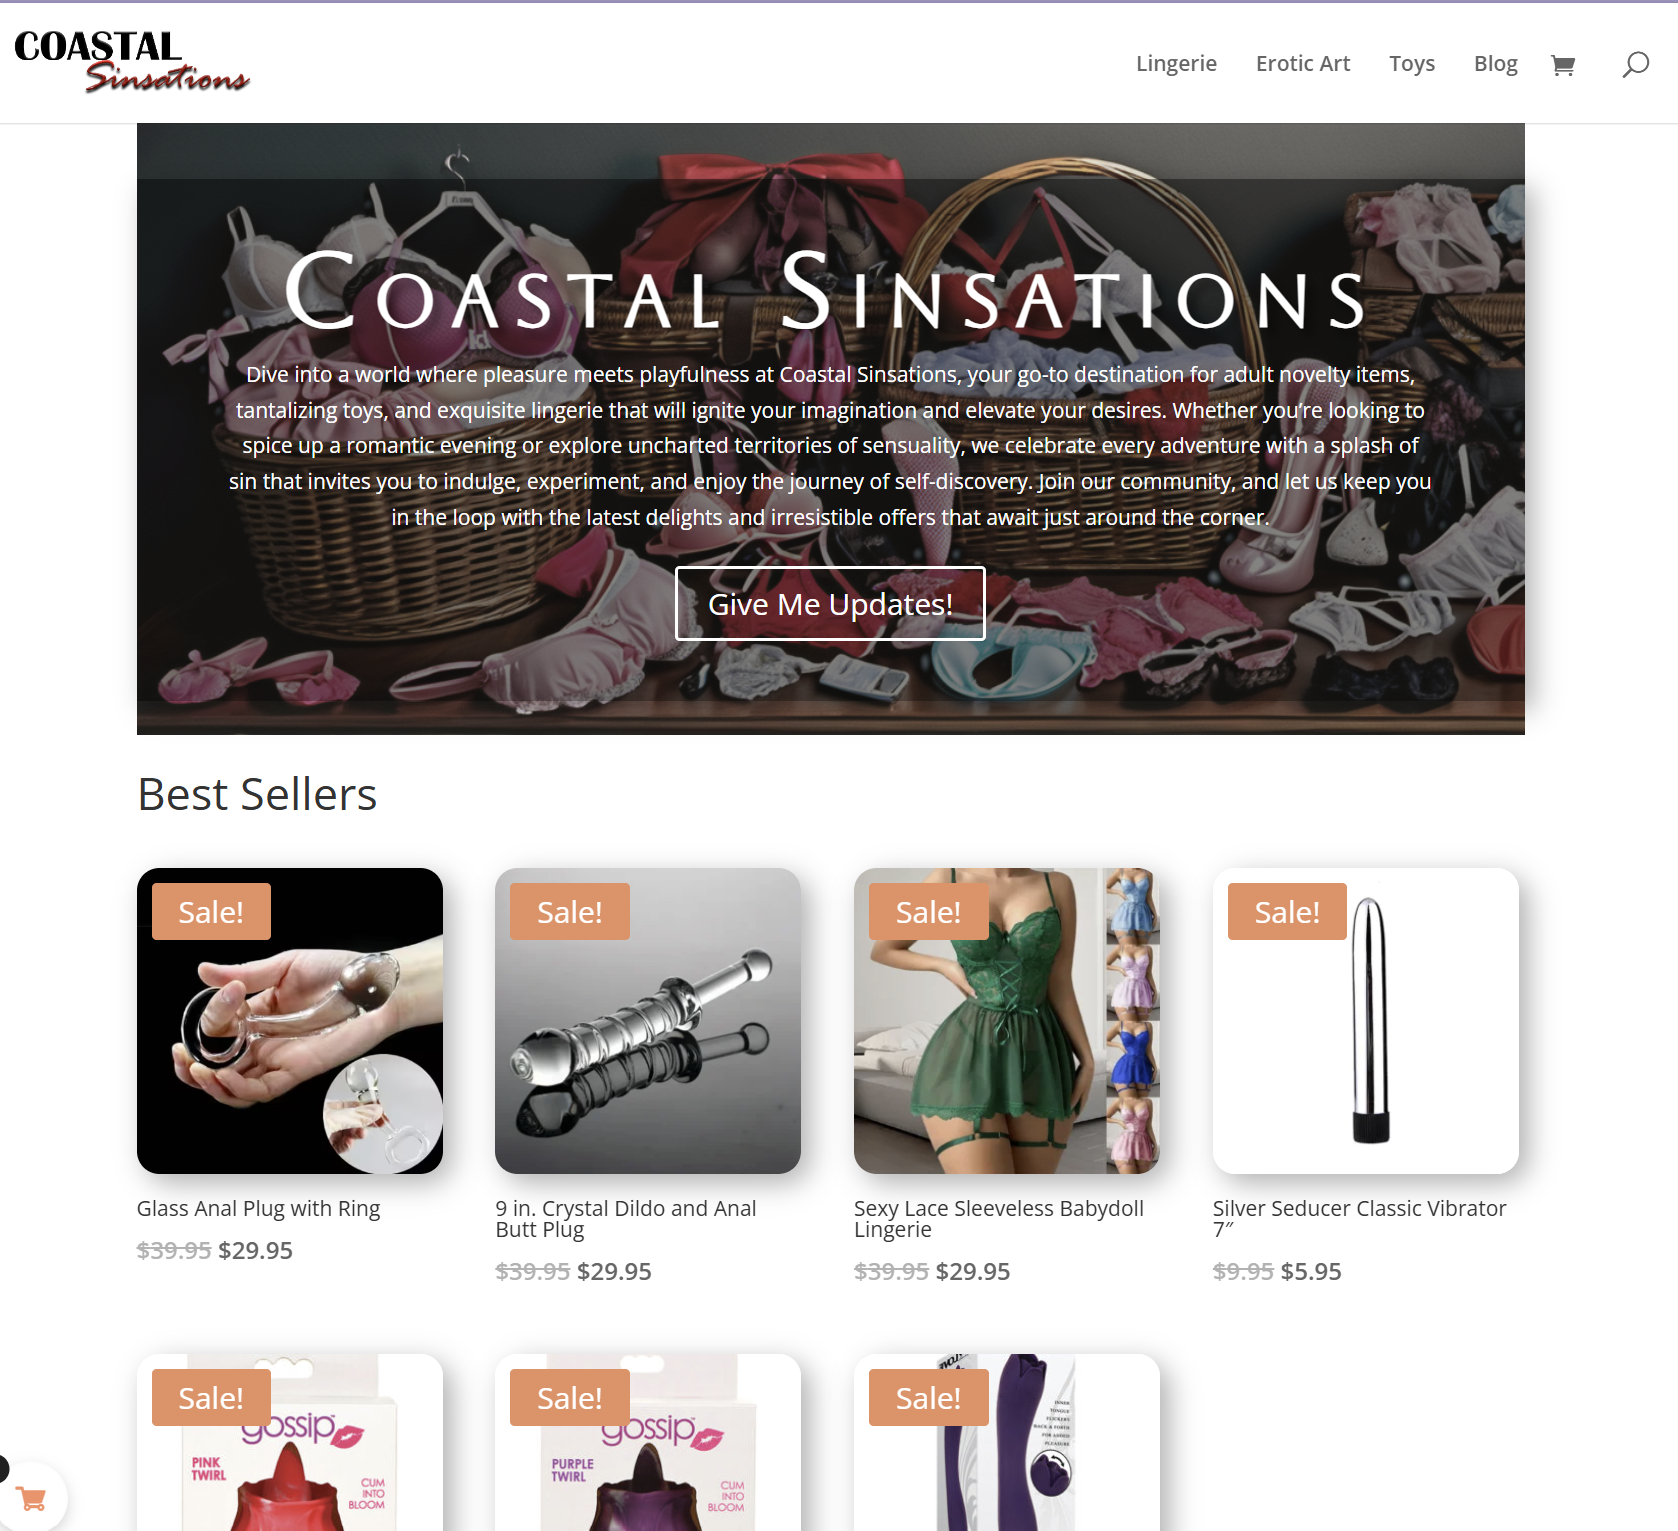 COASTAL
Sinsations
Lingerie Erotic Art Toys Blog
COASTAL SINSATIONS
Dive into a world where pleasure meets playfulness at Coastal Sinsations, your go-to destination for adult novelty items,
tantalizing toys, and exquisite lingerie that will ignite your imagination and elevate your desires. Whether you’re looking to
spice up a romantic evening or explore uncharted territories of sensuality, we celebrate every adventure with a splash of
sin that invites you to indulge, experiment, and enjoy the journey of self-discovery. Join our community, and let us keep you
in the loop with the latest delights and irresistible offers that await just around the corner.
Give Me Updates!
Best Sellers
Sale!
Sale!
Sale!
Sale!
Glass Anal Plug with Ring
$39.95 $29.95
9 in. Crystal Dildo and Anal
Butt Plug
$39.95 $29.95
Sexy Lace Sleeveless Babydoll
Lingerie
$39.95 $29.95
Silver Seducer Classic Vibrator
7″
$9.95 $5.95
Sale!
gossip
PINK
TWIRL
CUM
INTO
BLOOM
Sale!
gossip
PURPLE
TWIRL
CUM
INTO
BLOOM
Sale!
INNER
TONGUE
FLICKERS
BACK & FORTH
FOR ADDED
PLEASURE